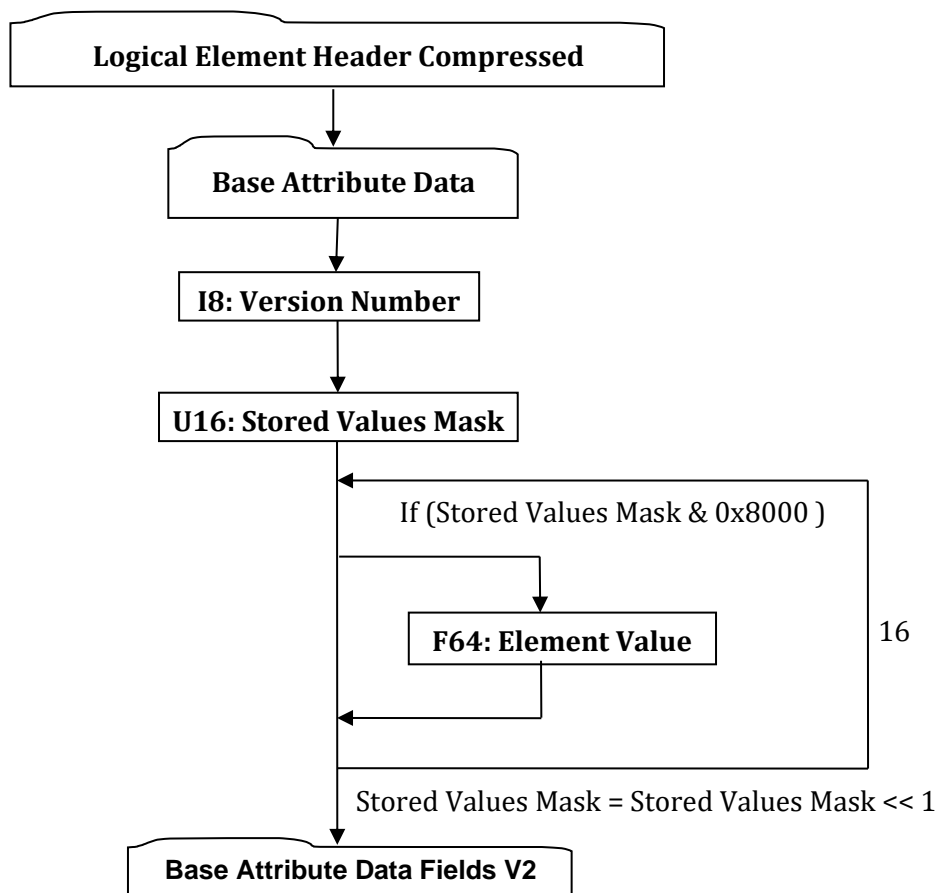 Logical Element Header Compressed
Base Attribute Data
I8: Version Number
U16: Stored Values Mask
If (Stored Values Mask & 0x8000 )
F64: Element Value
16
Stored Values Mask = Stored Values Mask << 1
Base Attribute Data Fields V2